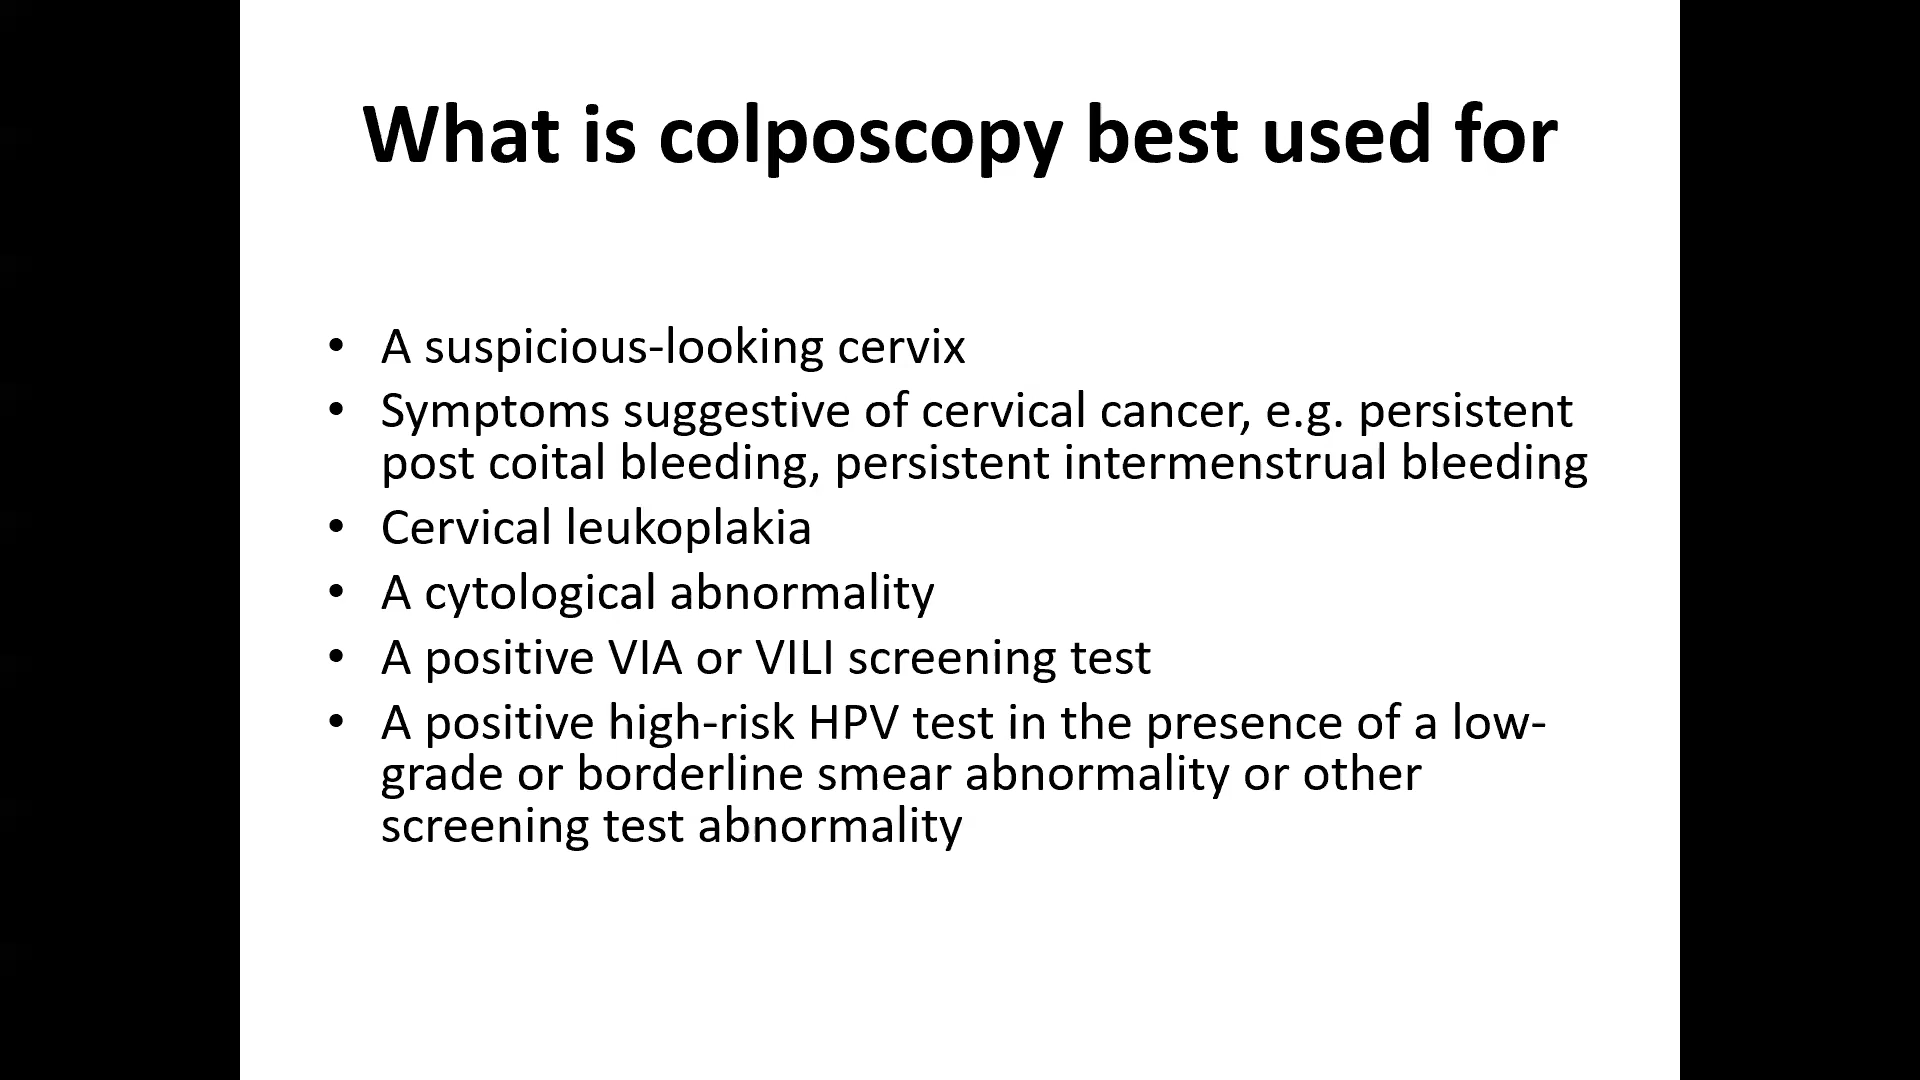 What is colposcopy best used for
• A suspicious-looking cervix
• Symptoms suggestive of cervical cancer, e.g. persistent
post coital bleeding, persistent intermenstrual bleeding
• Cervical leukoplakia
• A cytological abnormality
• A positive VIA or VILI screening test
• A positive high-risk HPV test in the presence of a low-
grade or borderline smear abnormality or other
screening test abnormality